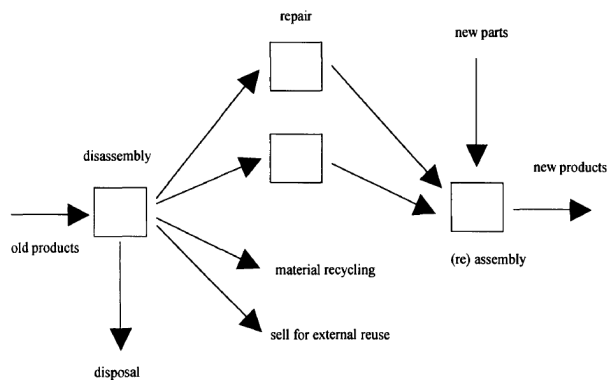 repair
new parts
disassembly
new products
old products
(re) assembly
material recycling
sell for external reuse
disposal